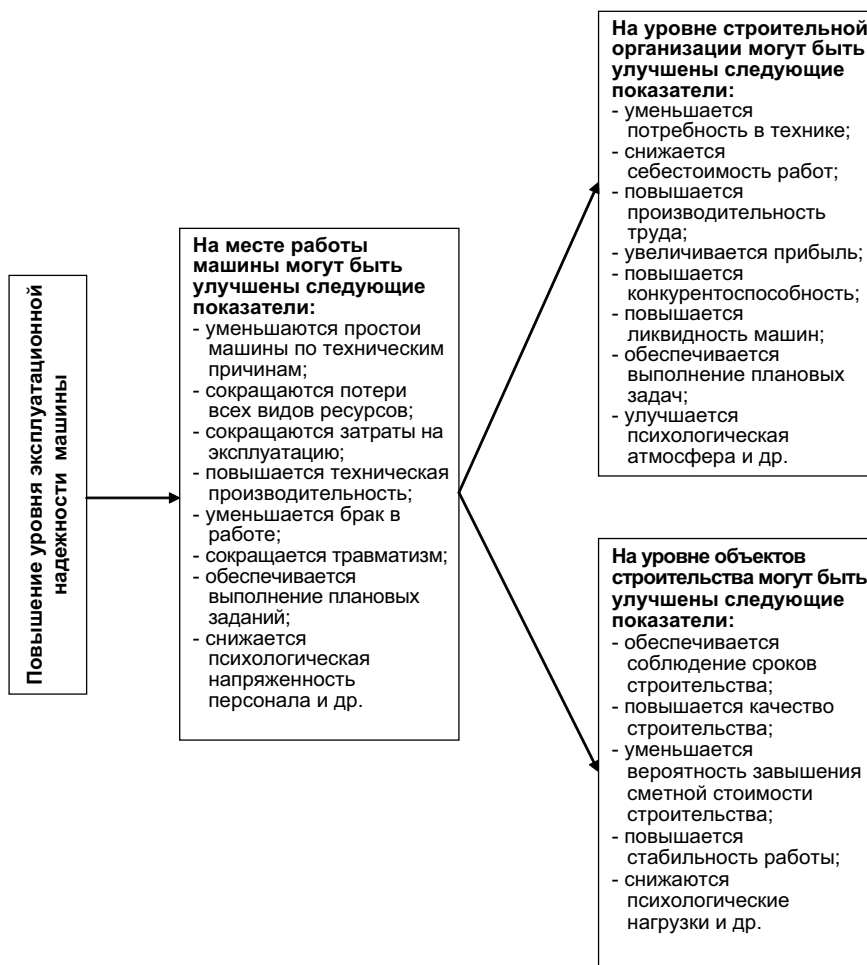 Повышение уровня эксплуатационной
надежности машины
На месте работы
машины могут быть
улучшены следующие
показатели:
- уменьшаются простои
машины по техническим
причинам;
- сокращаются потери
всех видов ресурсов;
- сокращаются затраты на
эксплуатацию;
- повышается техническая
производительность;
- уменьшается брак в
работе;
- сокращается травматизм;
- обеспечивается
выполнение плановых
заданий;
- снижается
психологическая
напряженность
персонала и др.
На уровне строительной
организации могут быть
улучшены следующие
показатели:
- уменьшается
потребность в технике;
- снижается
себестоимость работ;
- повышается
производительность
труда;
- увеличивается прибыль;
- повышается
конкурентоспособность;
- повышается
ликвидность машин;
- обеспечивается
выполнение плановых
задач;
- улучшается
психологическая
атмосфера и др.
На уровне объектов
строительства могут быть
улучшены следующие
показатели:
- обеспечивается
соблюдение сроков
строительства;
- повышается качество
строительства;
- уменьшается
вероятность завышения
сметной стоимости
строительства;
- повышается
стабильность работы;
- снижаются
психологические
нагрузки и др.